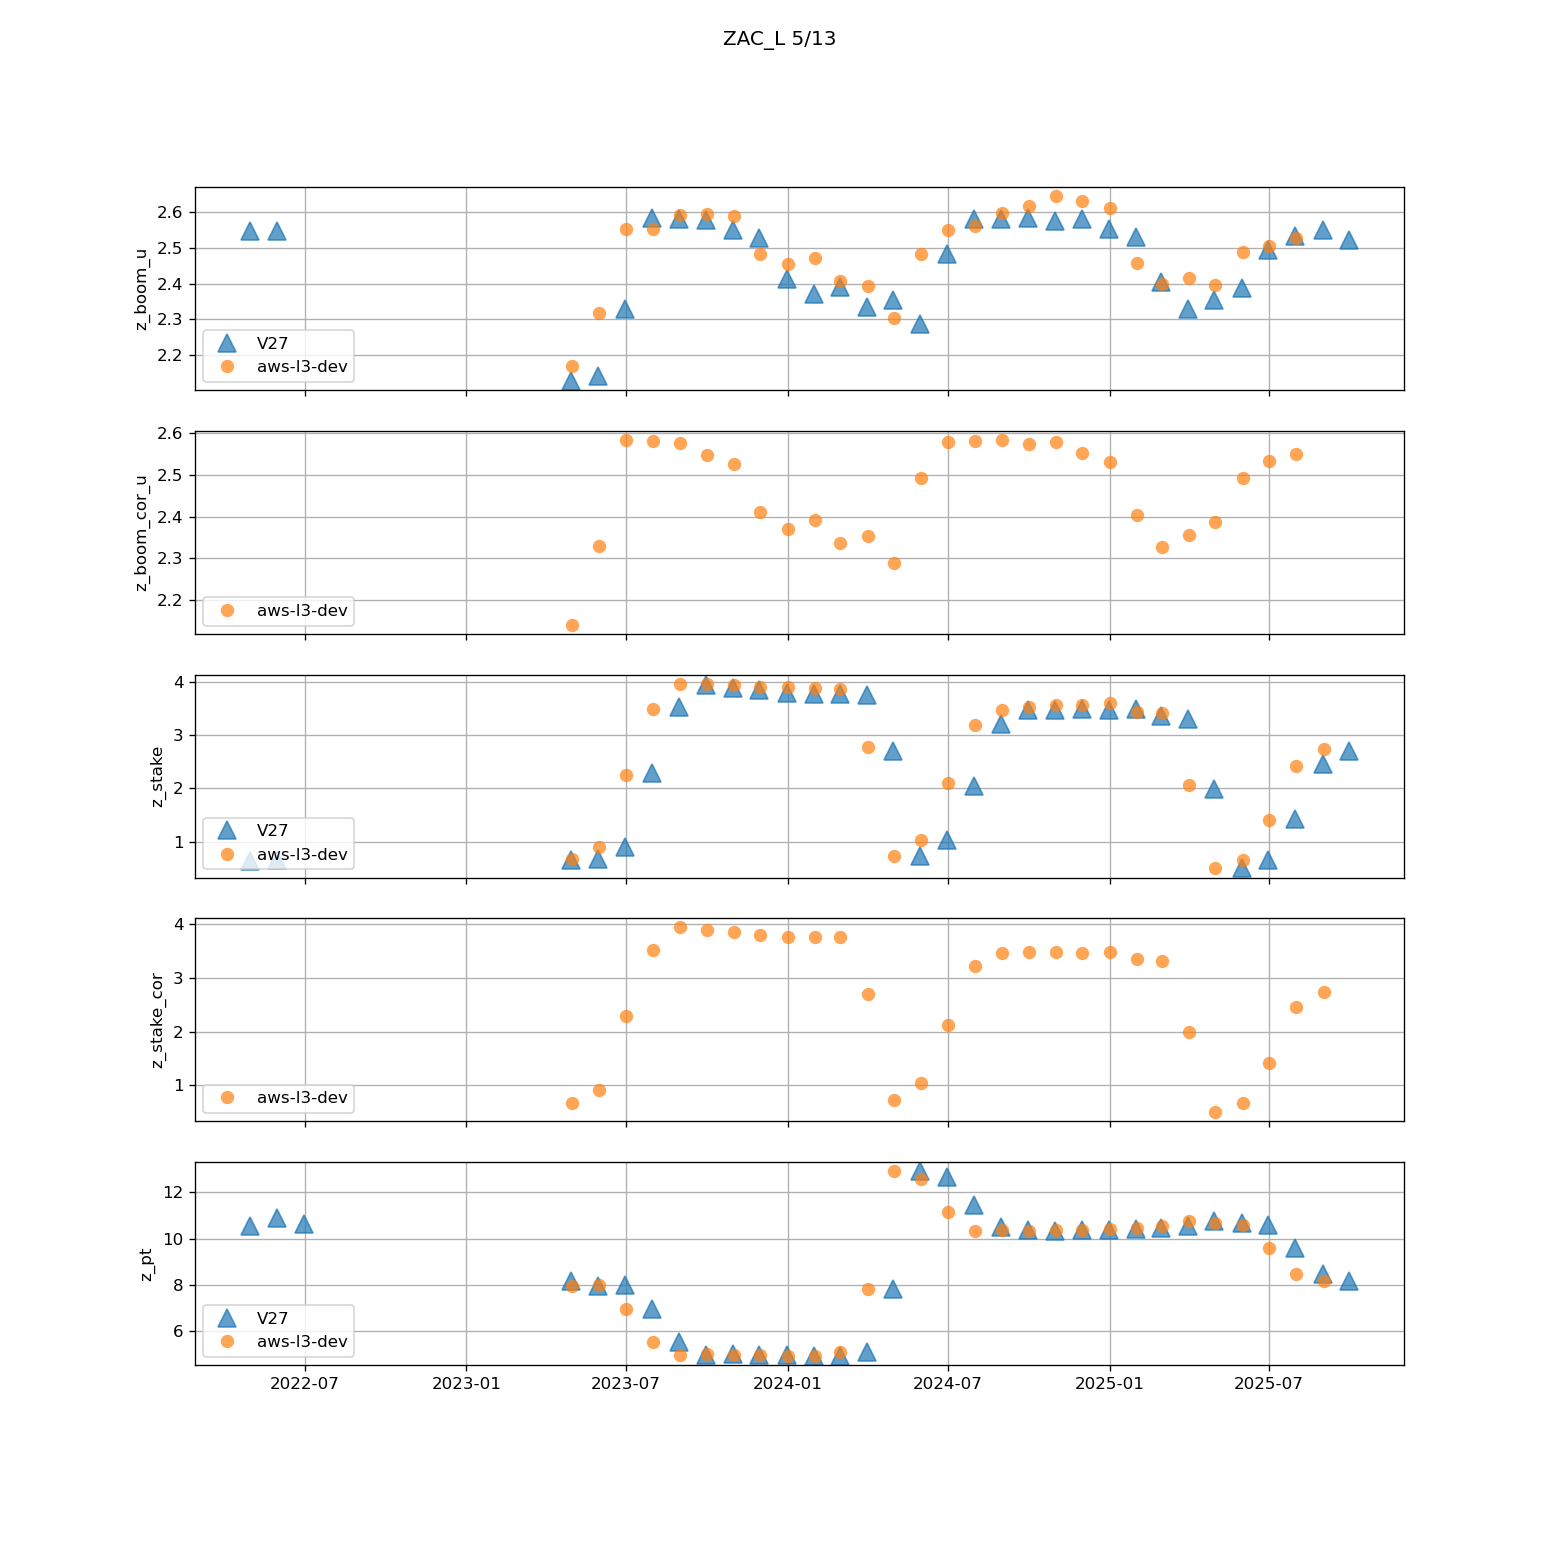 ZAC_L 5/13
2.6
2.5
2.4
2.3
2.2
z_boom_u
V27
aws-l3-dev
2.6
2.5
2.4
2.3
2.2
z_boom_cor_u
aws-l3-dev
4
3
2
1
z_stake
V27
aws-l3-dev
4
3
2
1
z_stake_cor
aws-l3-dev
12
10
8
6
z_pt
V27
aws-l3-dev
2022-07
2023-01
2023-07
2024-01
2024-07
2025-01
2025-07